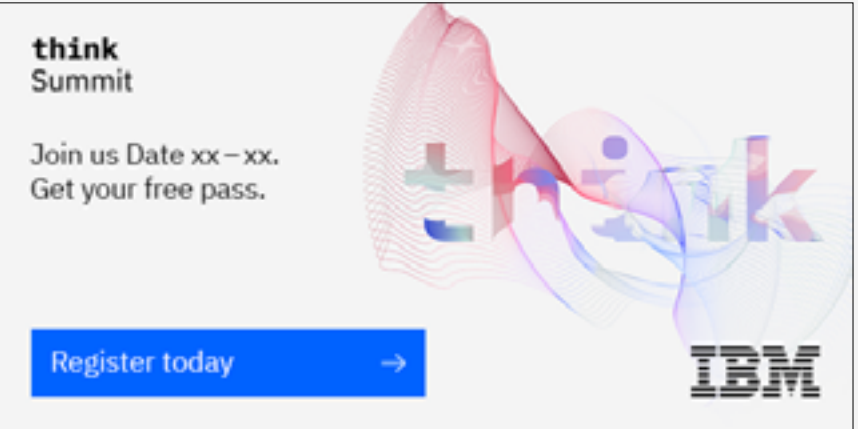 think
Summit
Join us Date xx – xx.
Get your free pass.
think
Register today →
IBM